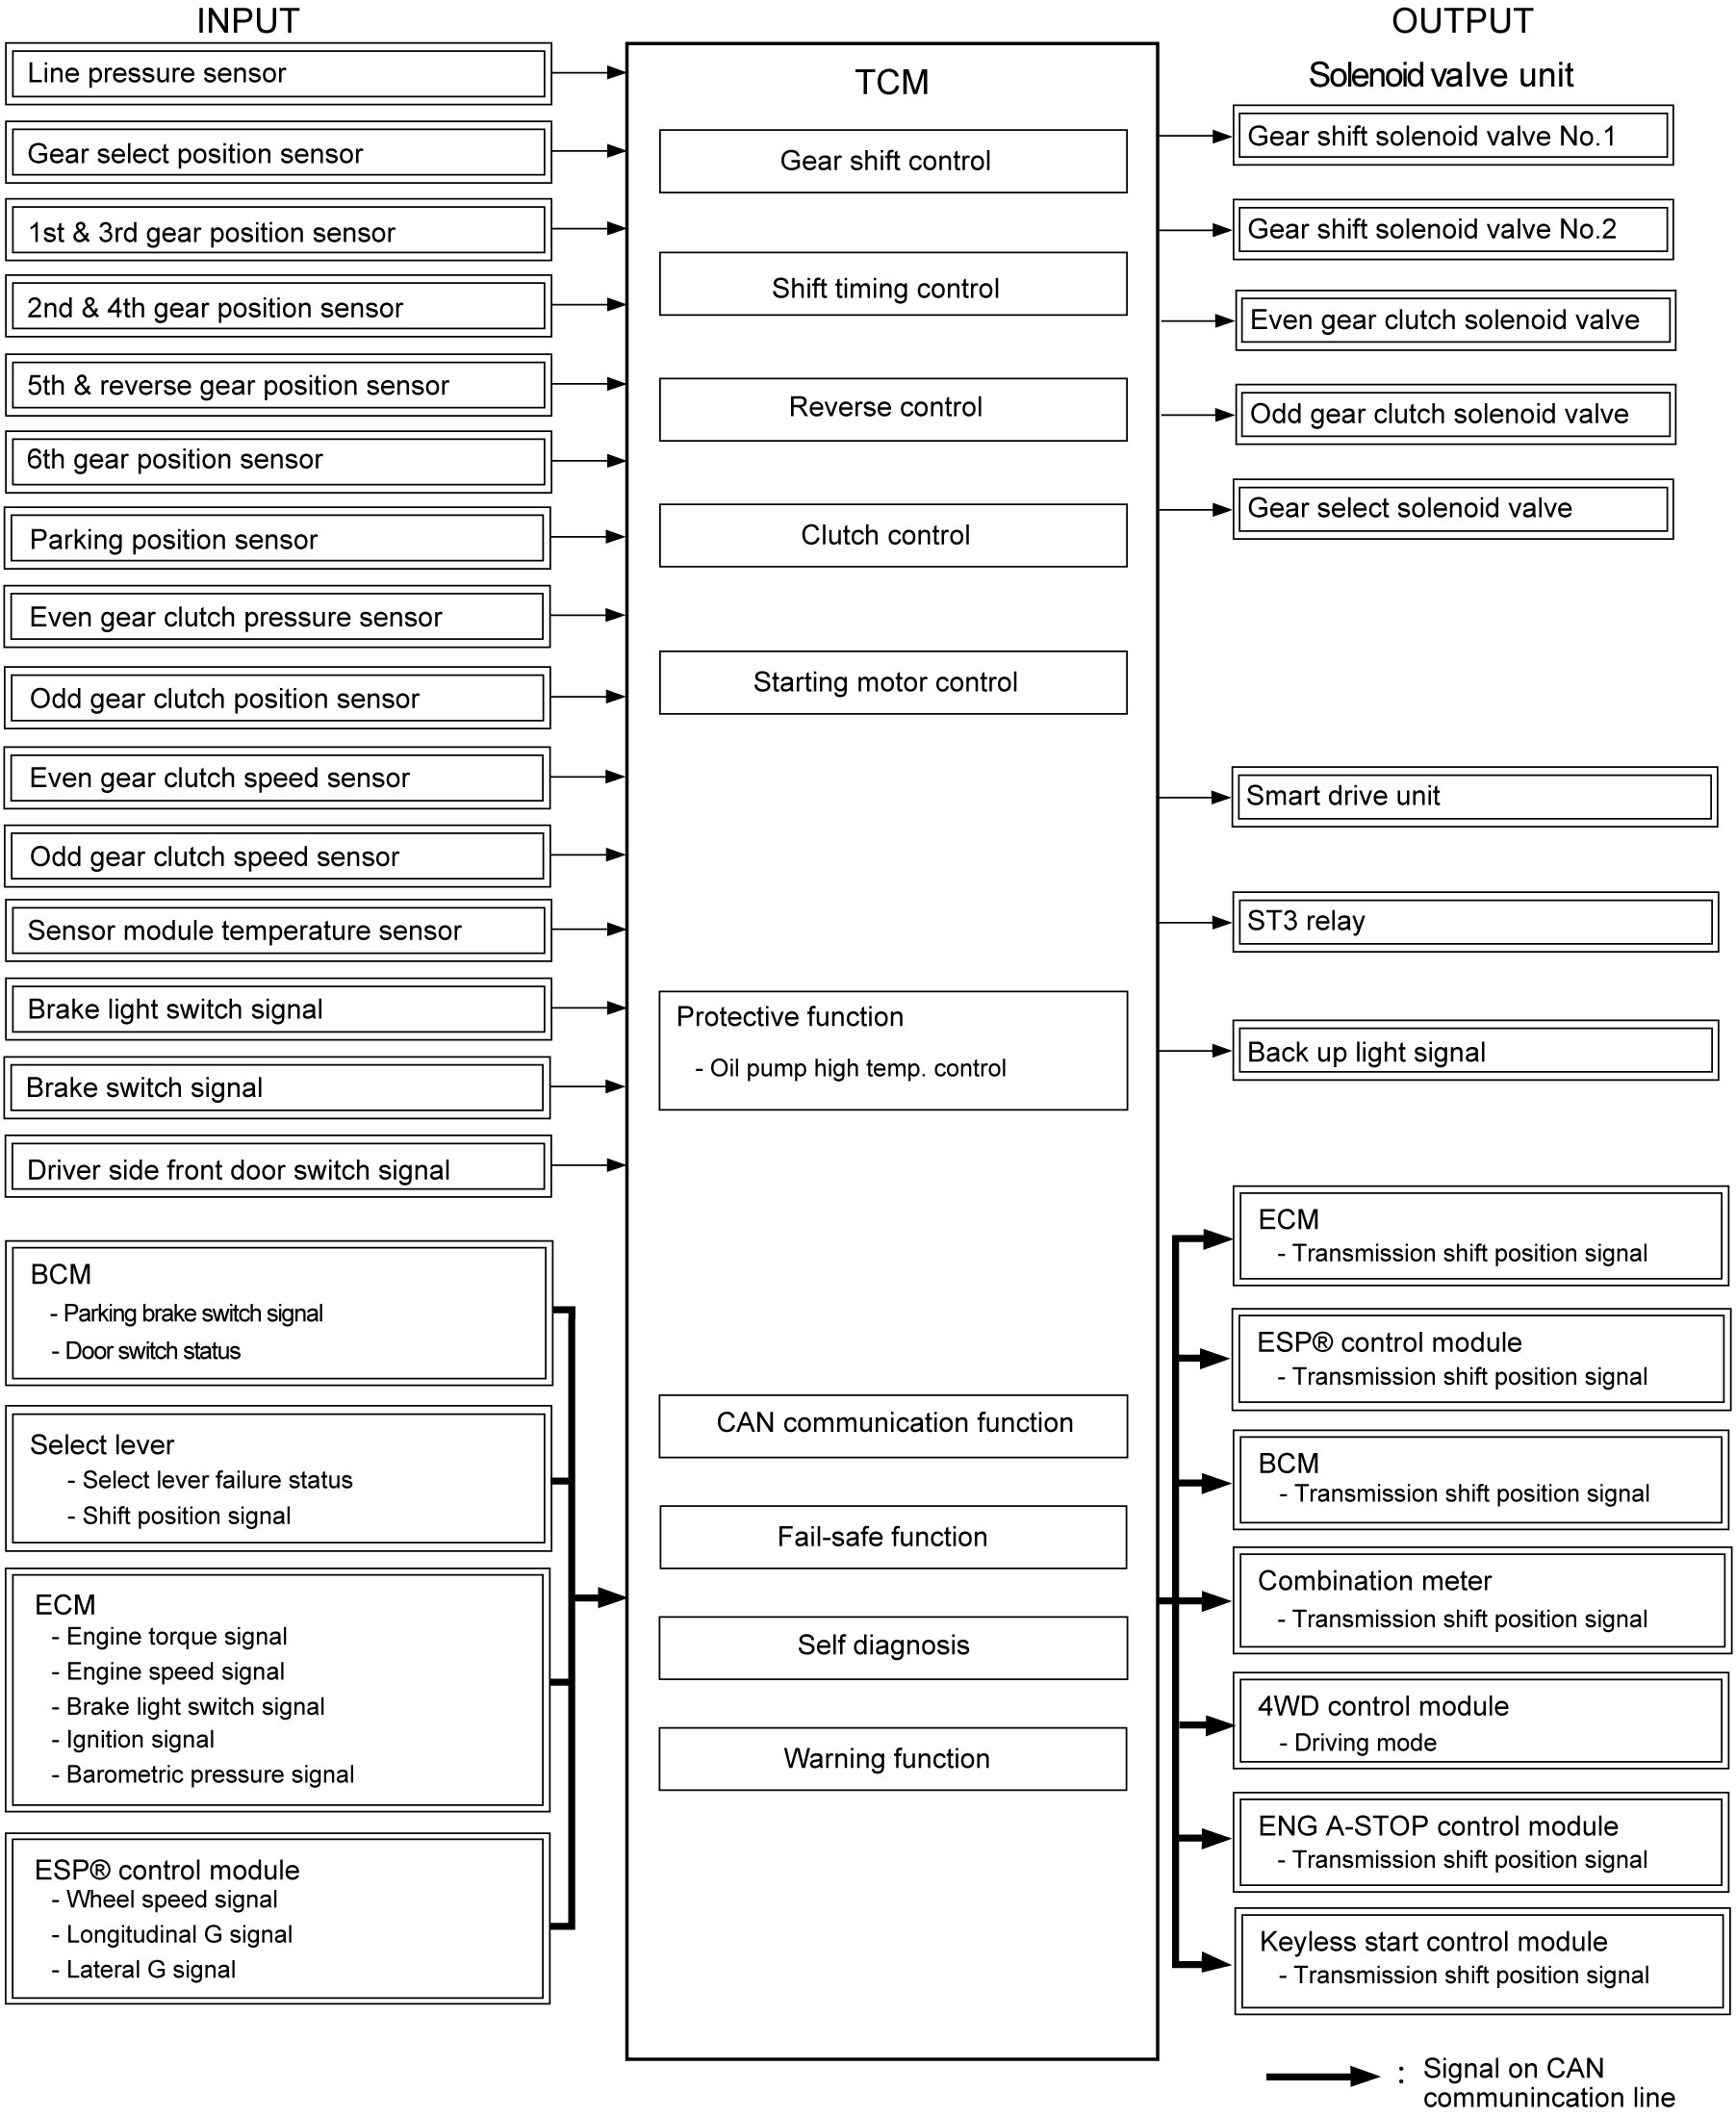 INPUT
Line pressure sensor
Gear select position sensor
1st & 3rd gear position sensor
2nd & 4th gear position sensor
5th & reverse gear position sensor
6th gear position sensor
Parking position sensor
Even gear clutch pressure sensor
Odd gear clutch position sensor
Even gear clutch speed sensor
Odd gear clutch speed sensor
Sensor module temperature sensor
Brake light switch signal
Brake switch signal
Driver side front door switch signal
BCM
- Parking brake switch signal
- Door switch status
Select lever
- Select lever failure status
- Shift position signal
ECM
- Engine torque signal
- Engine speed signal
- Brake light switch signal
- Ignition signal
- Barometric pressure signal
ESP® control module
- Wheel speed signal
- Longitudinal G signal
- Lateral G signal
TCM
Gear shift control
Shift timing control
Reverse control
Clutch control
Starting motor control
Protective function
- Oil pump high temp. control
CAN communication function
Fail-safe function
Self diagnosis
Warning function
OUTPUT
Solenoid valve unit
Gear shift solenoid valve No.1
Gear shift solenoid valve No.2
Even gear clutch solenoid valve
Odd gear clutch solenoid valve
Gear select solenoid valve
Smart drive unit
ST3 relay
Back up light signal
ECM
- Transmission shift position signal
ESP® control module
- Transmission shift position signal
BCM
- Transmission shift position signal
Combination meter
- Transmission shift position signal
4WD control module
- Driving mode
ENG A-STOP control module
- Transmission shift position signal
Keyless start control module
- Transmission shift position signal
: Signal on CAN
communincation line